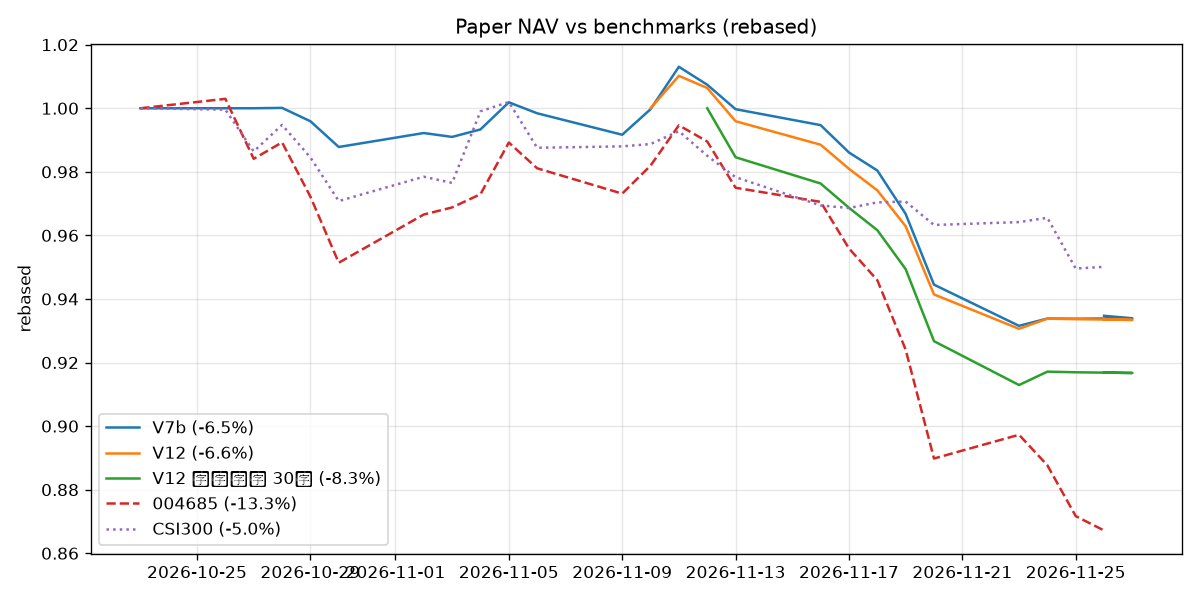 Paper NAV vs benchmarks (rebased)
1.02
1.00
0.98
0.96
0.94
0.92
0.90
0.88
0.86
rebased
V7b (-6.5%)
V12 (-6.6%)
V12 30 (-8.3%)
004685 (-13.3%)
CSI300 (-5.0%)
2026-10-25 2026-10-29 2026-11-01 2026-11-05 2026-11-09 2026-11-13 2026-11-17 2026-11-21 2026-11-25